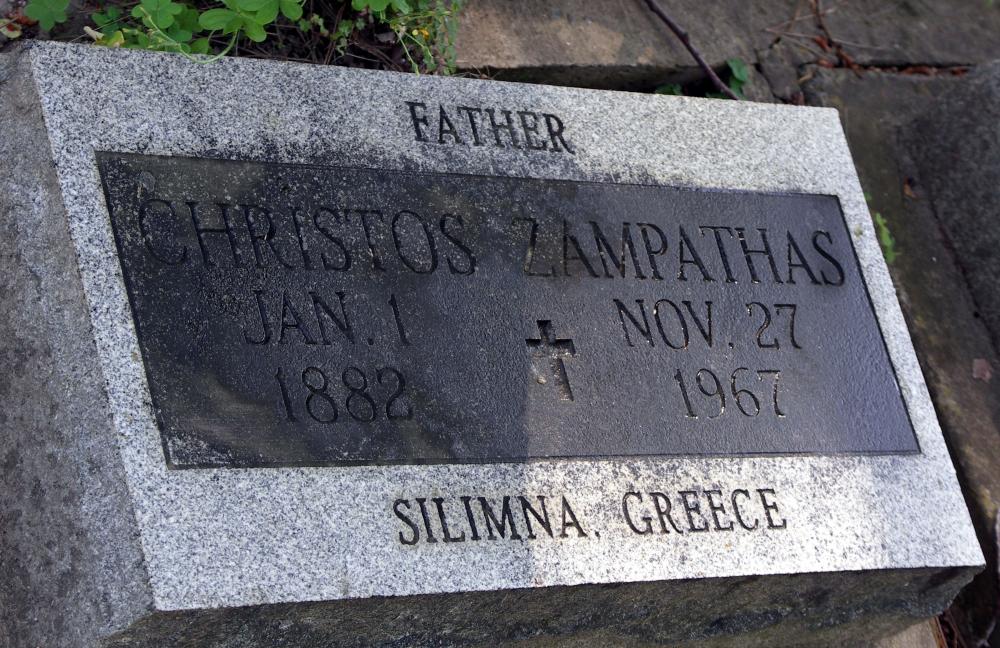 FATHER
CHRISTOS ZAMPATHAS
JAN. 1 NOV. 27
1882 1967
SILIMNA, GREECE